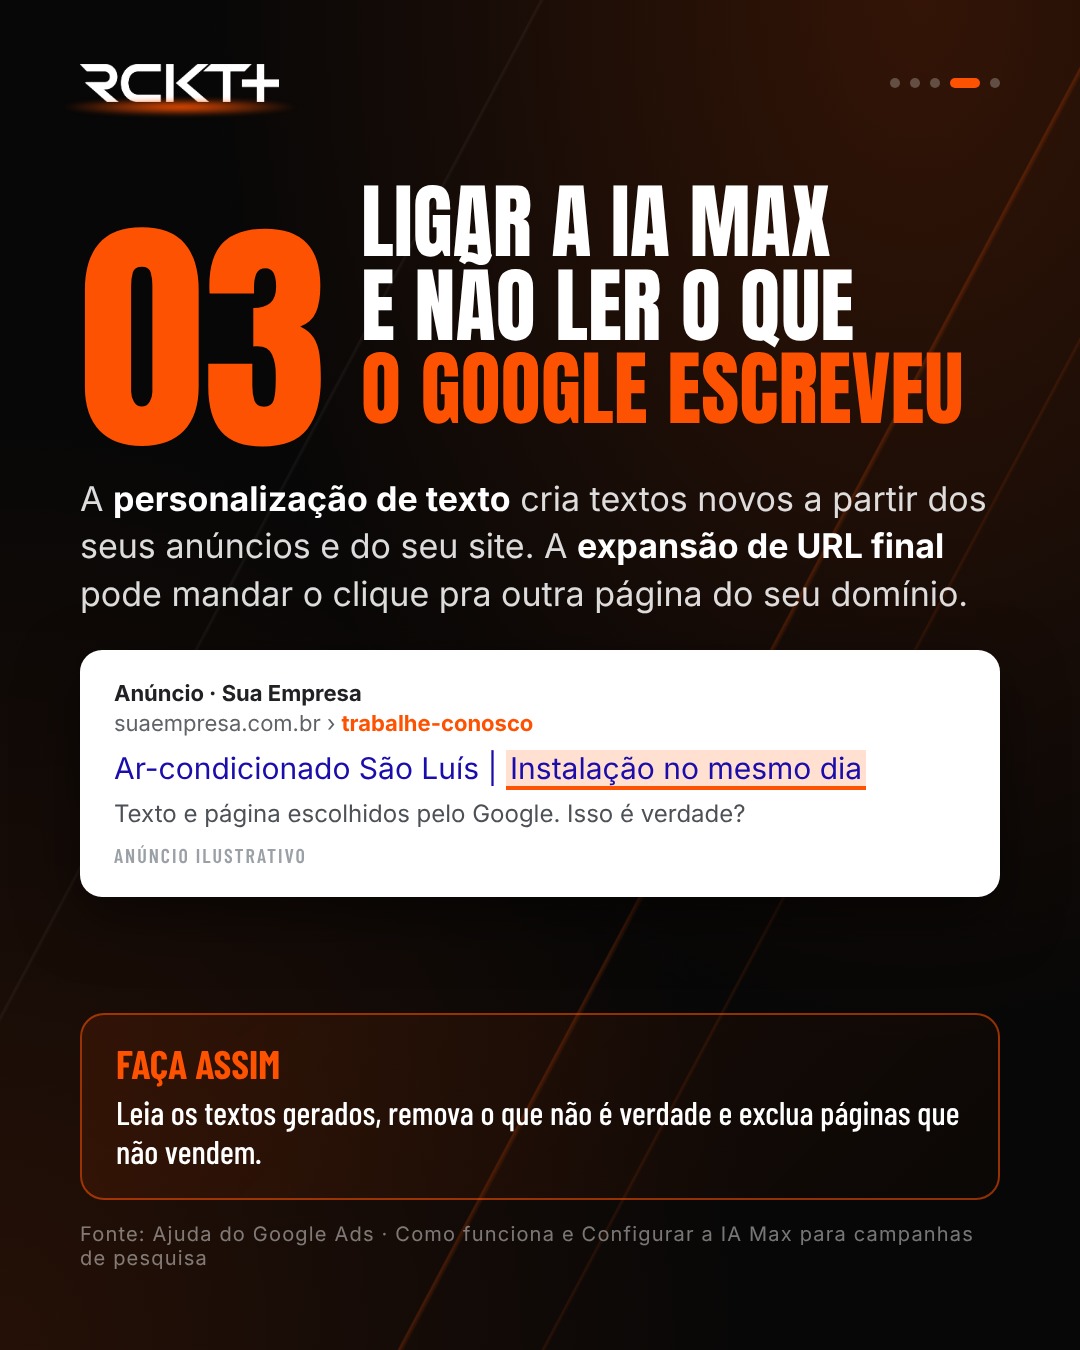 RCKT+
03
LIGAR A IA MAX
E NÃO LER O QUE
O GOOGLE ESCREVEU
A personalização de texto cria textos novos a partir dos
seus anúncios e do seu site. A expansão de URL final
pode mandar o clique pra outra página do seu domínio.
Anúncio · Sua Empresa
suaempresa.com.br › trabalhe-conosco
Ar-condicionado São Luís | Instalação no mesmo dia
Texto e página escolhidos pelo Google. Isso é verdade?
ANÚNCIO ILUSTRATIVO
FAÇA ASSIM
Leia os textos gerados, remova o que não é verdade e exclua páginas que
não vendem.
Fonte: Ajuda do Google Ads · Como funciona e Configurar a IA Max para campanhas
de pesquisa